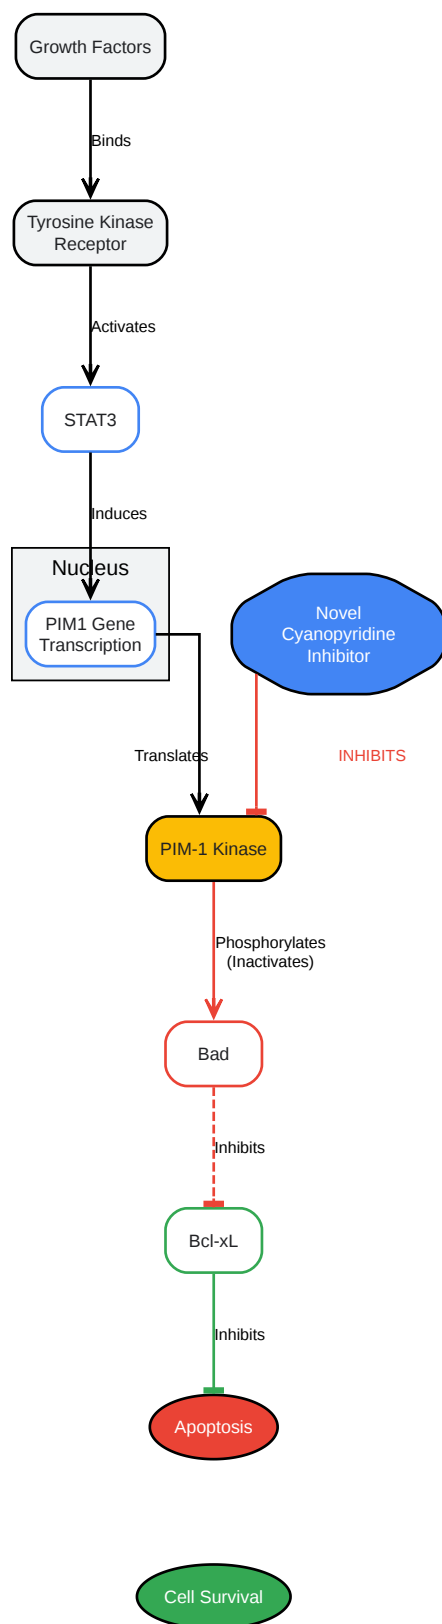 Growth Factors
Binds
Tyrosine Kinase
Receptor
Activates
STAT3
Induces
Nucleus
PIM1 Gene
Transcription
Novel
Cyanopyridine
Inhibitor
Translates
INHIBITS
PIM-1 Kinase
Phosphorylates
(Inactivates)
Bad
Inhibits
Bcl-xL
Inhibits
Apoptosis
Cell Survival